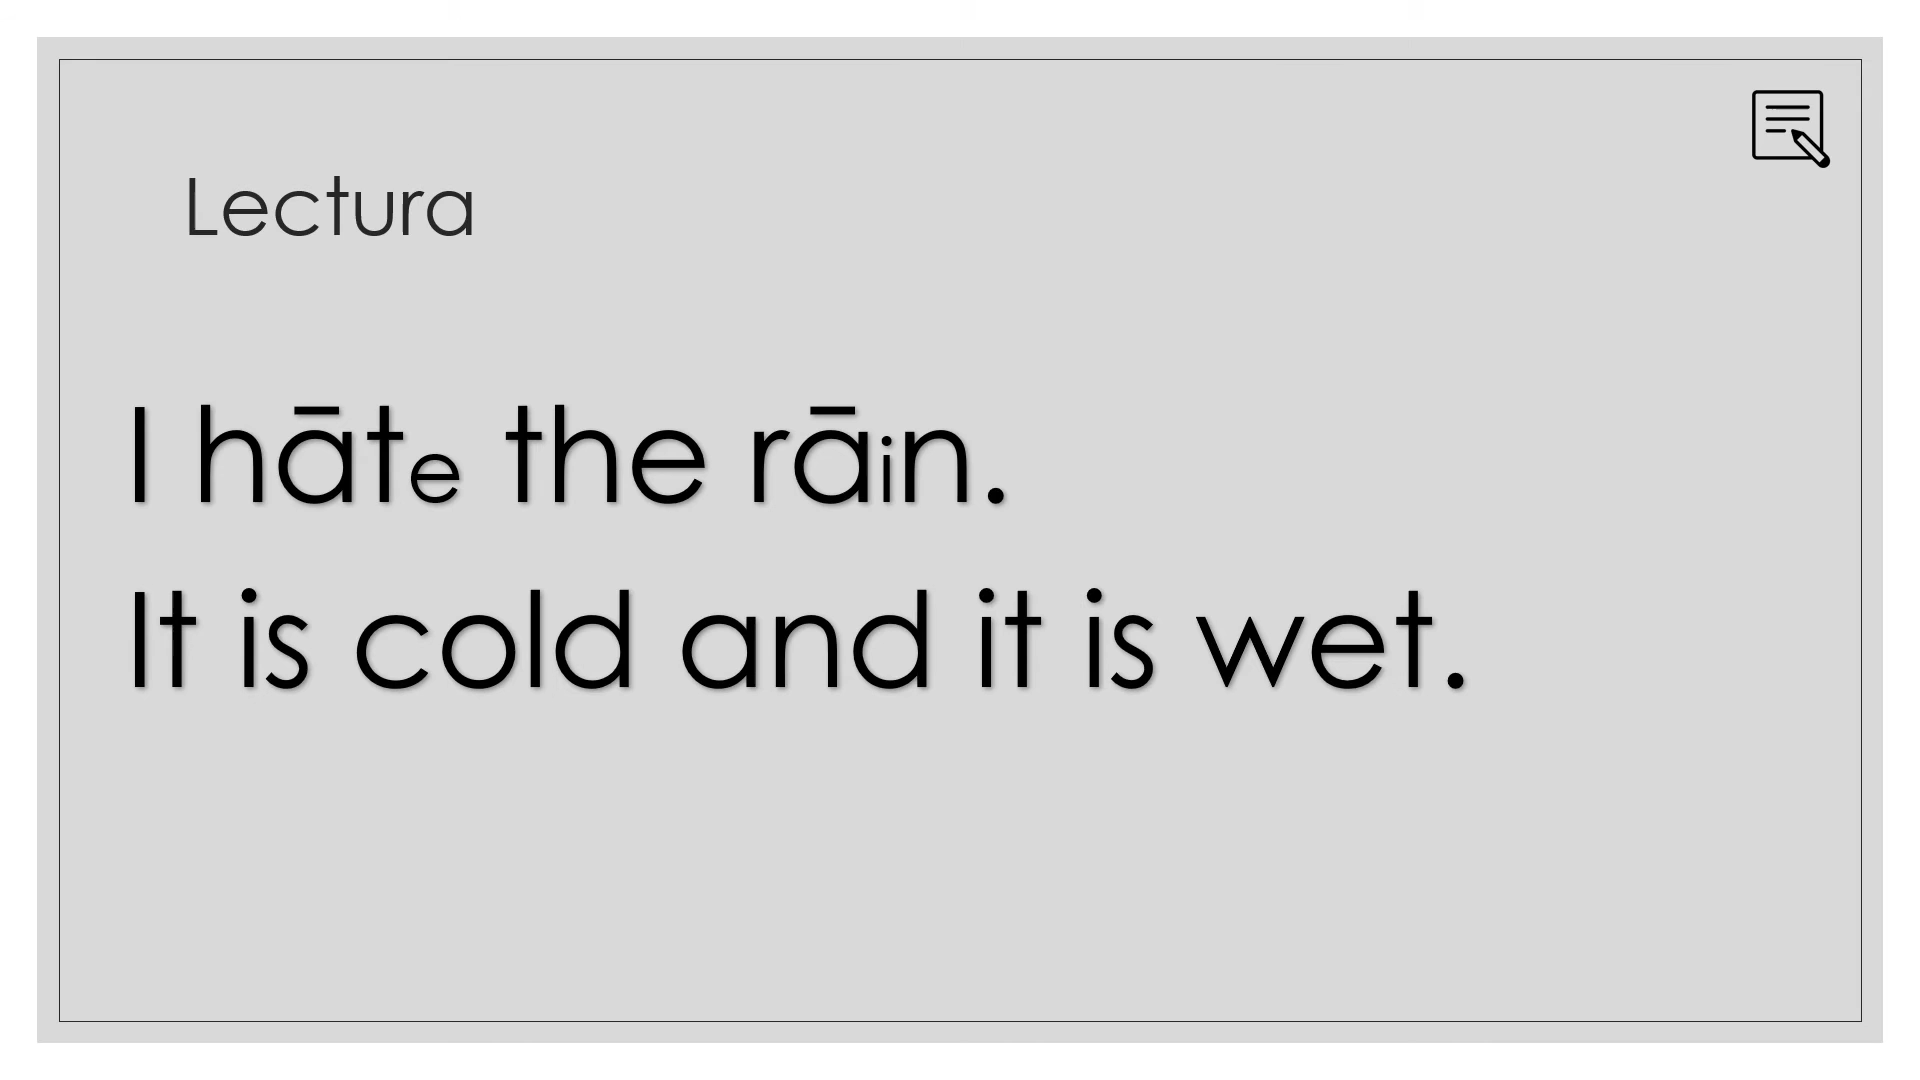 Lectura
I hāte the rāin.
It is cold and it is wet.